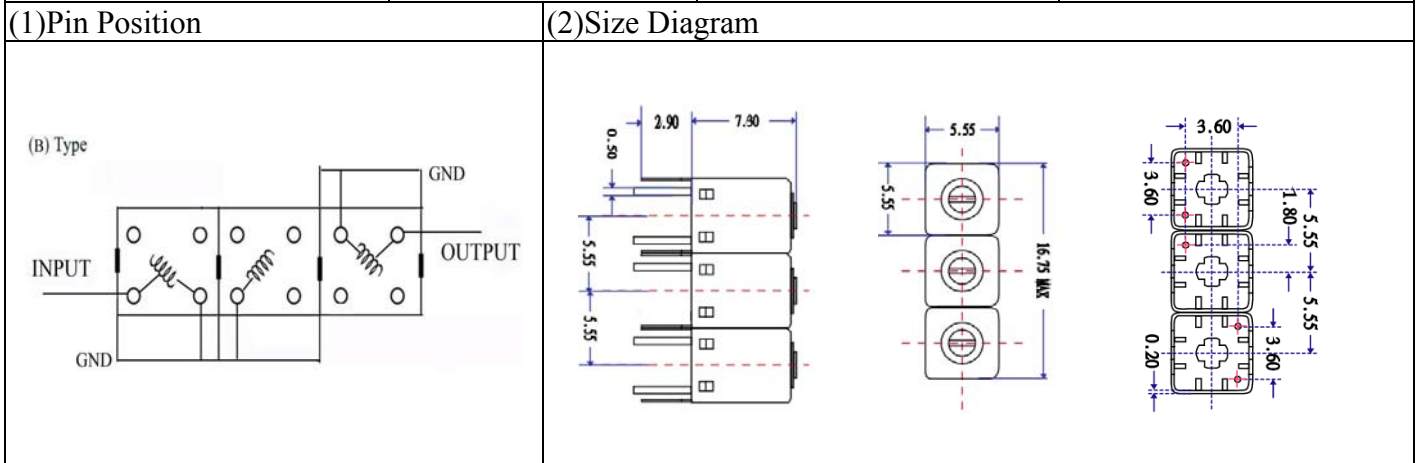 (1)Pin Position
(2)Size Diagram
(B) Type
GND
INPUT
OUTPUT
GND
2.90
7.30
0.50
5.55
5.55
5.55
5.55
16.75 MAX
3.60
3.60
1.80
5.55
5.55
3.60
0.20